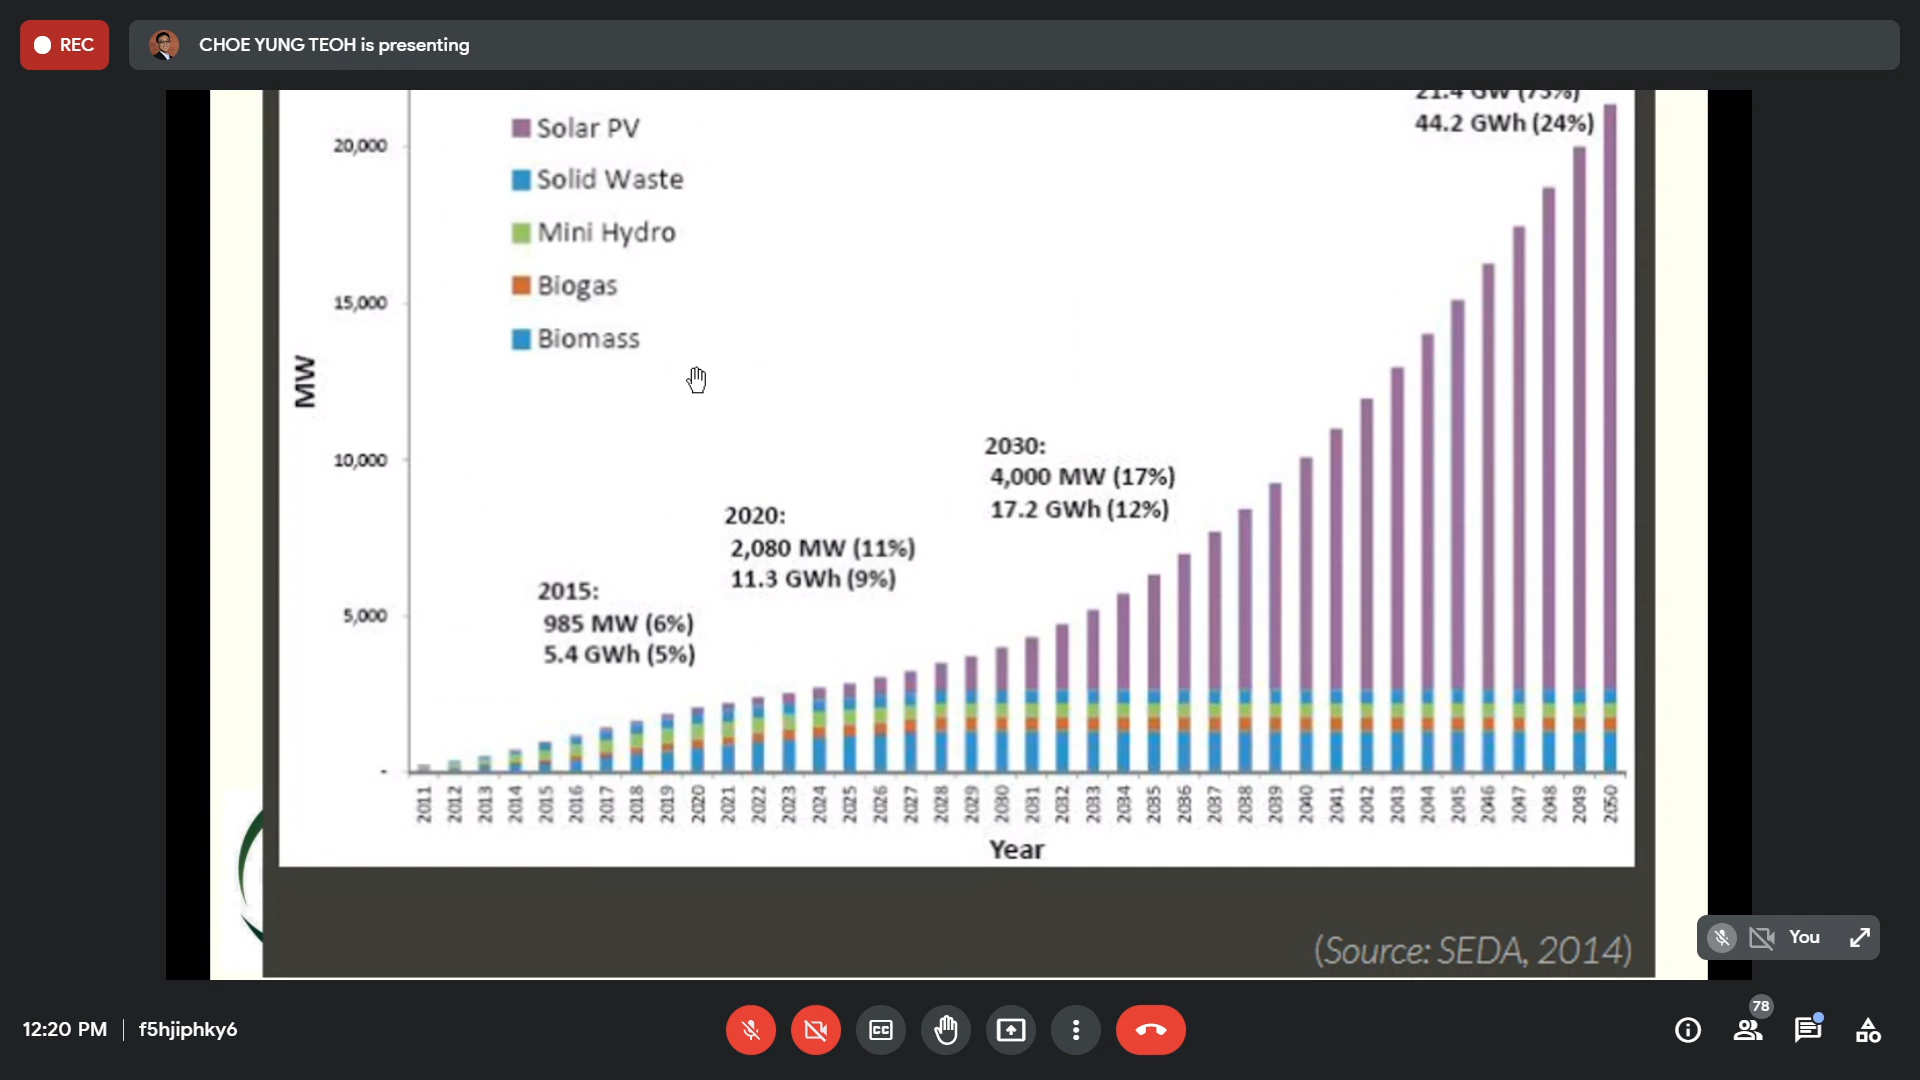 REC
CHOE YUNG TEOH is presenting
21.4 GW (73%)
44.2 GWh (24%)
Solar PV
Solid Waste
Mini Hydro
Biogas
Biomass
20,000
15,000
10,000
5,000
-
MW
2030:
4,000 MW (17%)
17.2 GWh (12%)
2020:
2,080 MW (11%)
11.3 GWh (9%)
2015:
985 MW (6%)
5.4 GWh (5%)
2011 2012 2013 2014 2015 2016 2017 2018 2019 2020 2021 2022 2023 2024 2025 2026 2027 2028 2029 2030 2031 2032 2033 2034 2035 2036 2037 2038 2039 2040 2041 2042 2043 2044 2045 2046 2047 2048 2049 2050
Year
(Source: SEDA, 2014)
You
12:20 PM | f5hjiphky6
CC
78